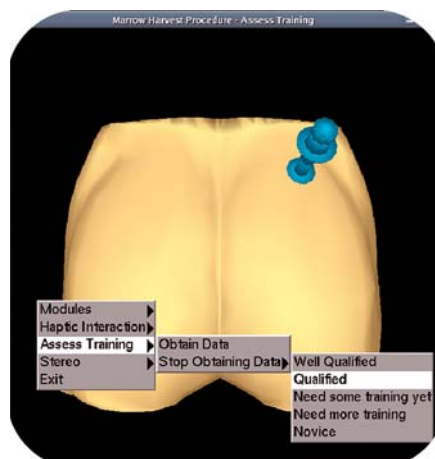 Marrow Harvest Procedure - Assess Training
Modules
Haptic Interaction
Assess Training
Stereo
Exit
Obtain Data
Stop Obtaining Data
Well Qualified
Qualified
Need some training yet
Need more training
Novice